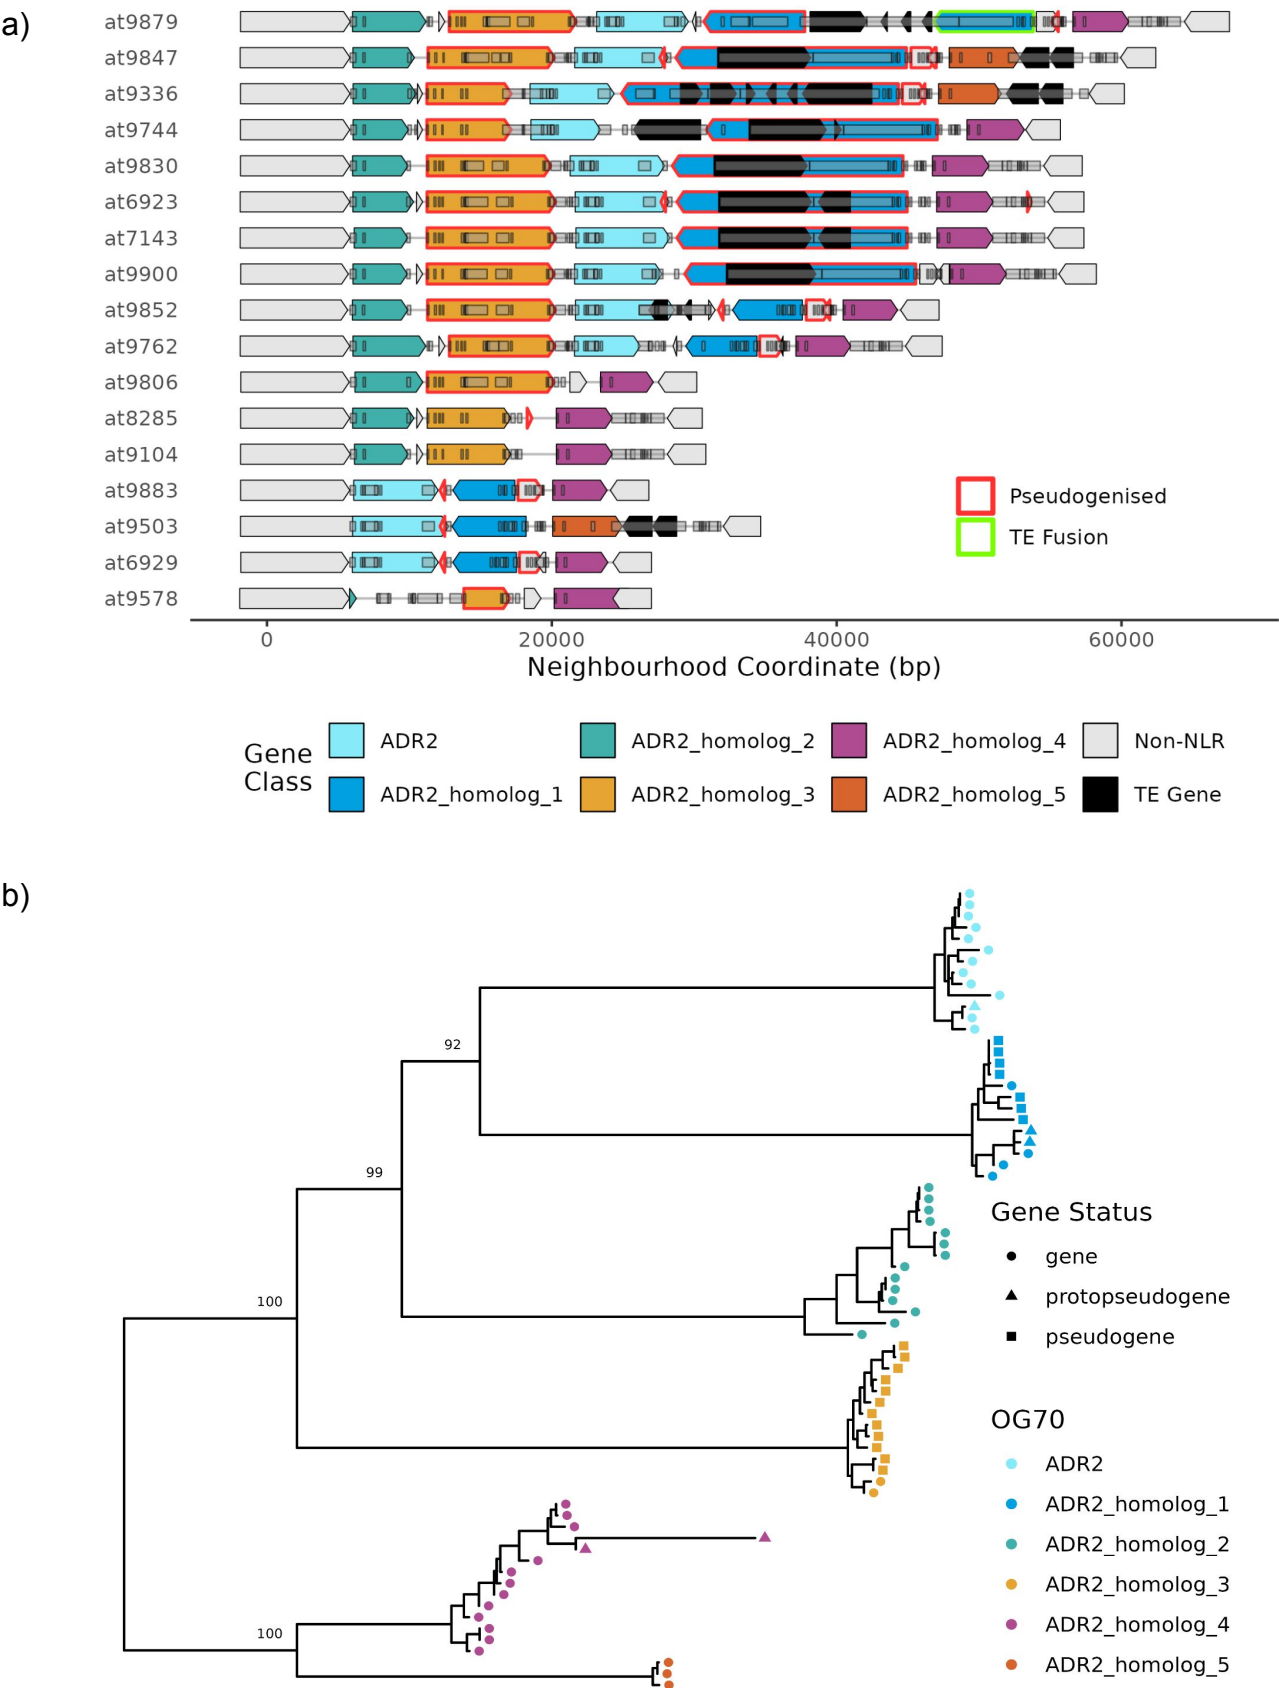 a)
at9879
at9847
at9336
at9744
at9830
at6923
at7143
at9900
at9852
at9762
at9806
at8285
at9104
at9883
at9503
at6929
at9578
Pseudogenised
TE Fusion
0 20000 40000 60000
Neighbourhood Coordinate (bp)
Gene Class
ADR2 ADR2_homolog_2 ADR2_homolog_4 Non-NLR
ADR2_homolog_1 ADR2_homolog_3 ADR2_homolog_5 TE Gene
b)
92
99
100
100
Gene Status
gene
protopseudogene
pseudogene
OG70
ADR2
ADR2_homolog_1
ADR2_homolog_2
ADR2_homolog_3
ADR2_homolog_4
ADR2_homolog_5